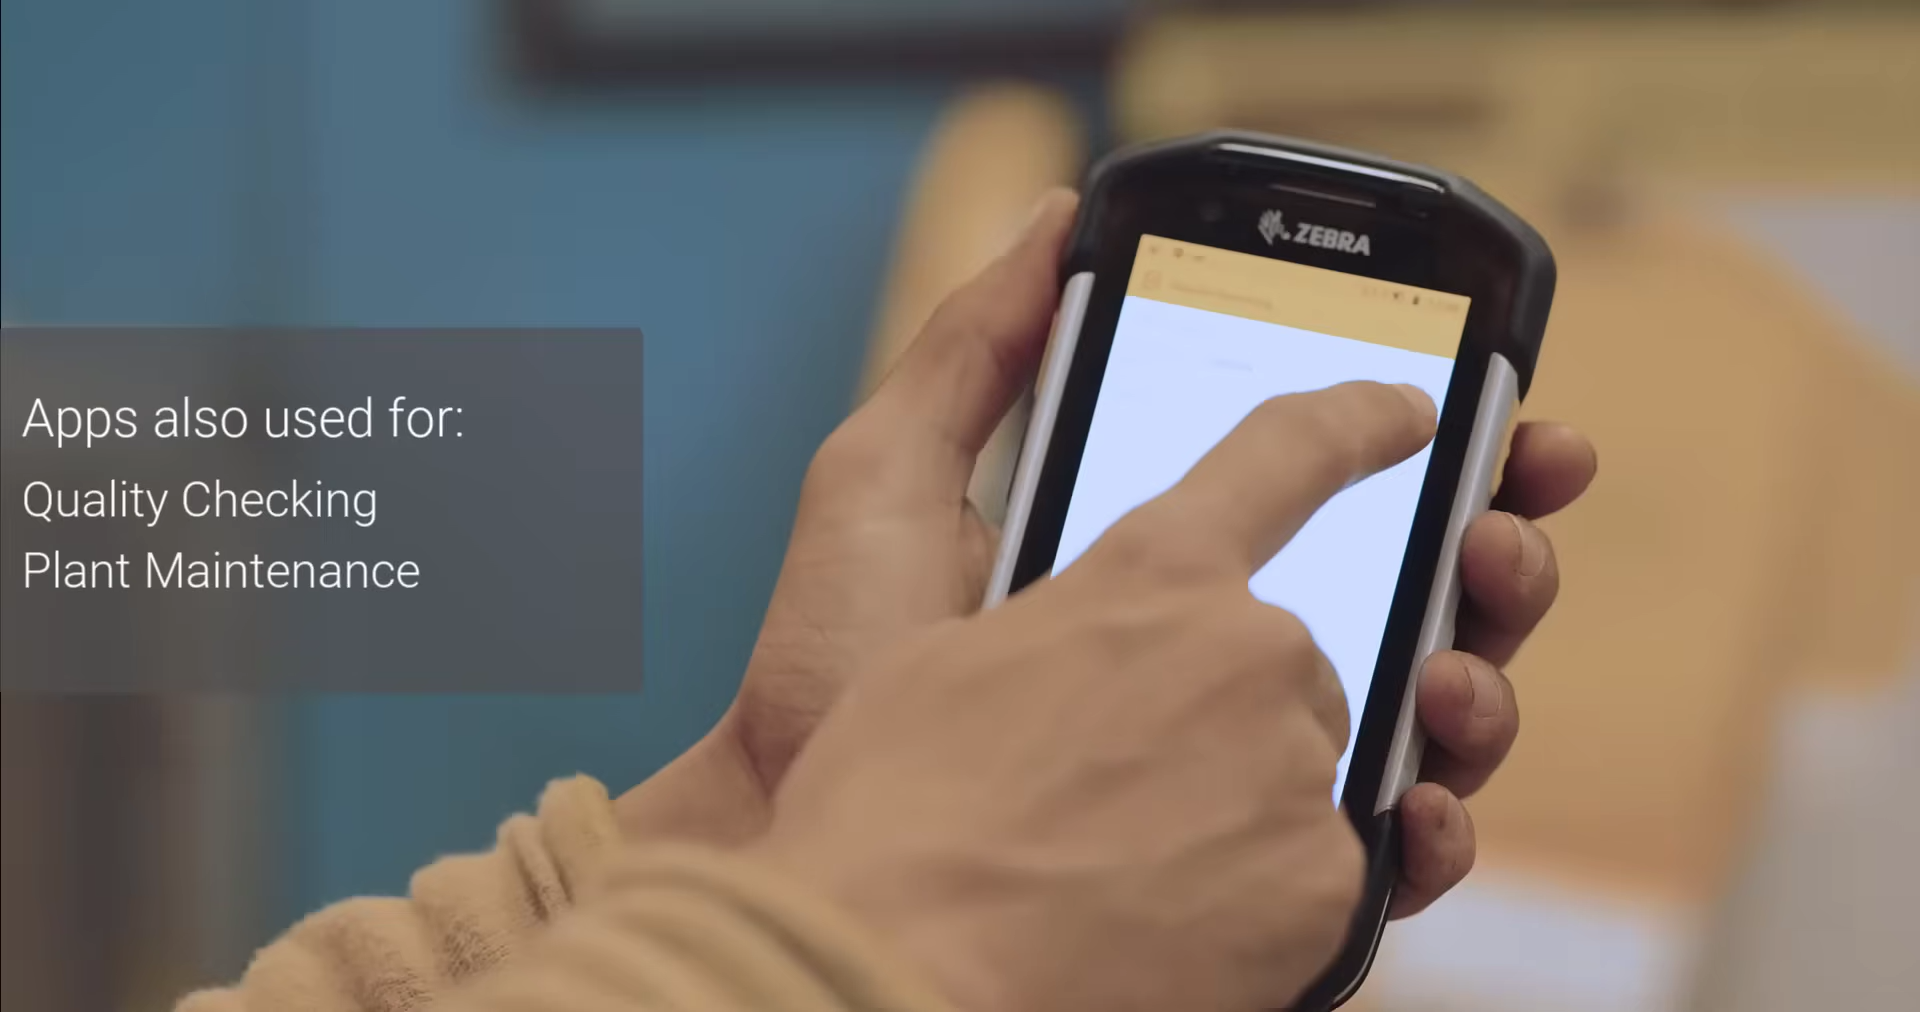 Apps also used for:
Quality Checking
Plant Maintenance
ZEBRA